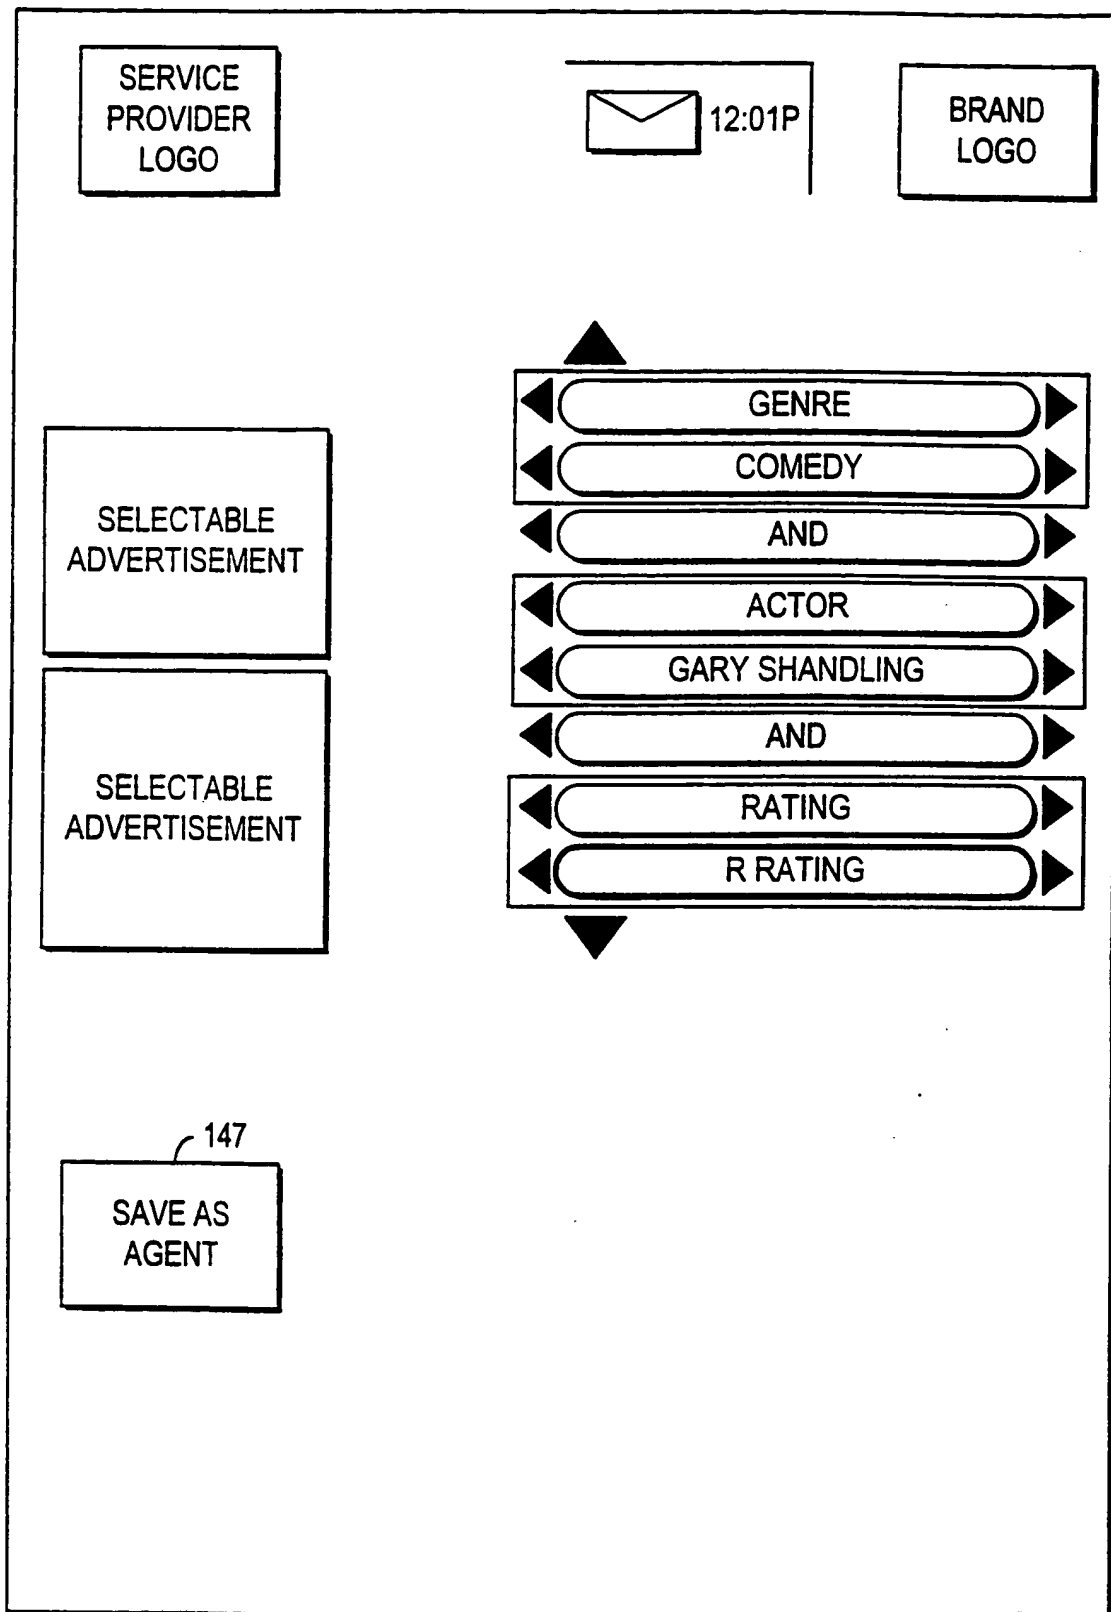 SERVICE
PROVIDER
LOGO
12:01P
BRAND
LOGO
GENRE
COMEDY
AND
ACTOR
GARY SHANDLING
AND
RATING
R RATING
SELECTABLE
ADVERTISEMENT
SELECTABLE
ADVERTISEMENT
147
SAVE AS
AGENT